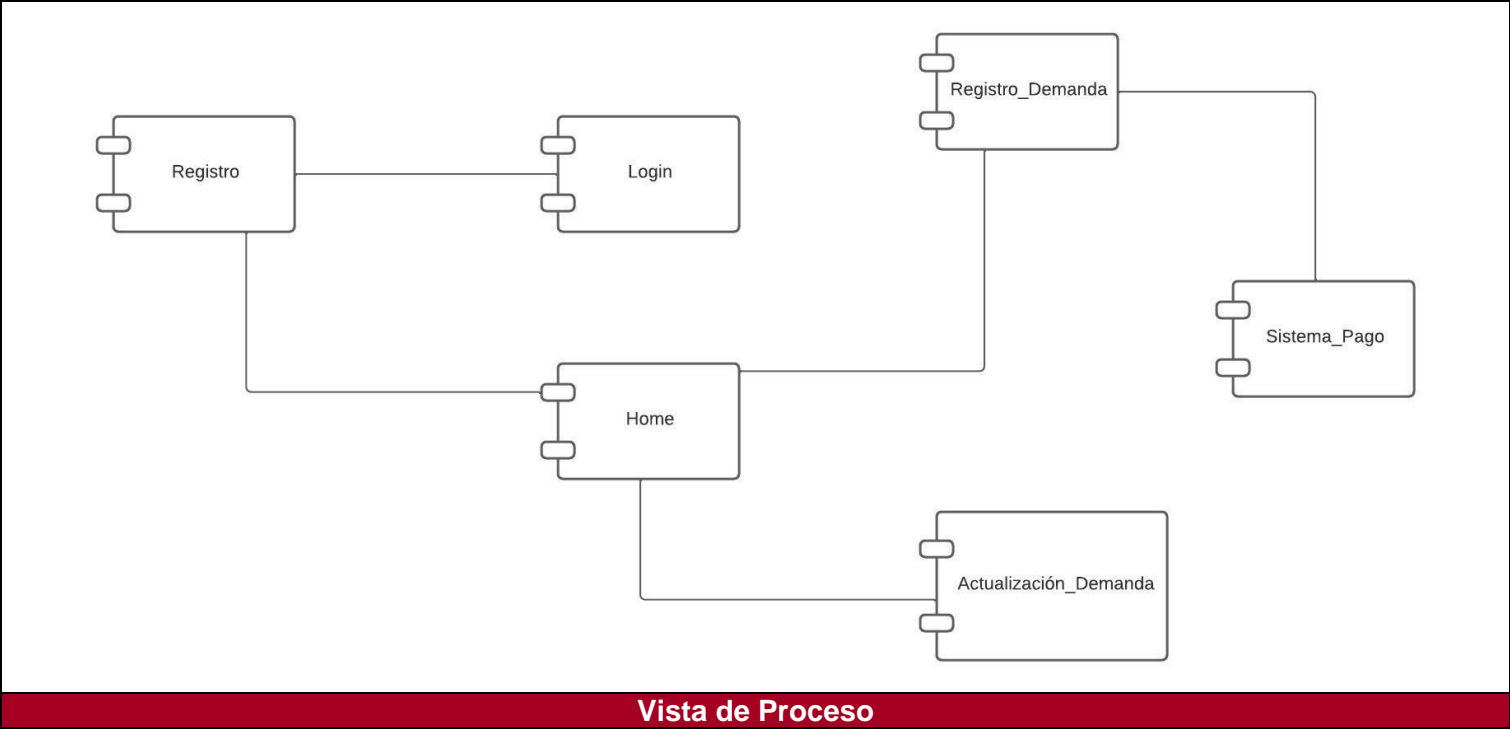 Registro_Demanda
Registro
Login
Sistema_Pago
Home
Actualización_Demanda
Vista de Proceso